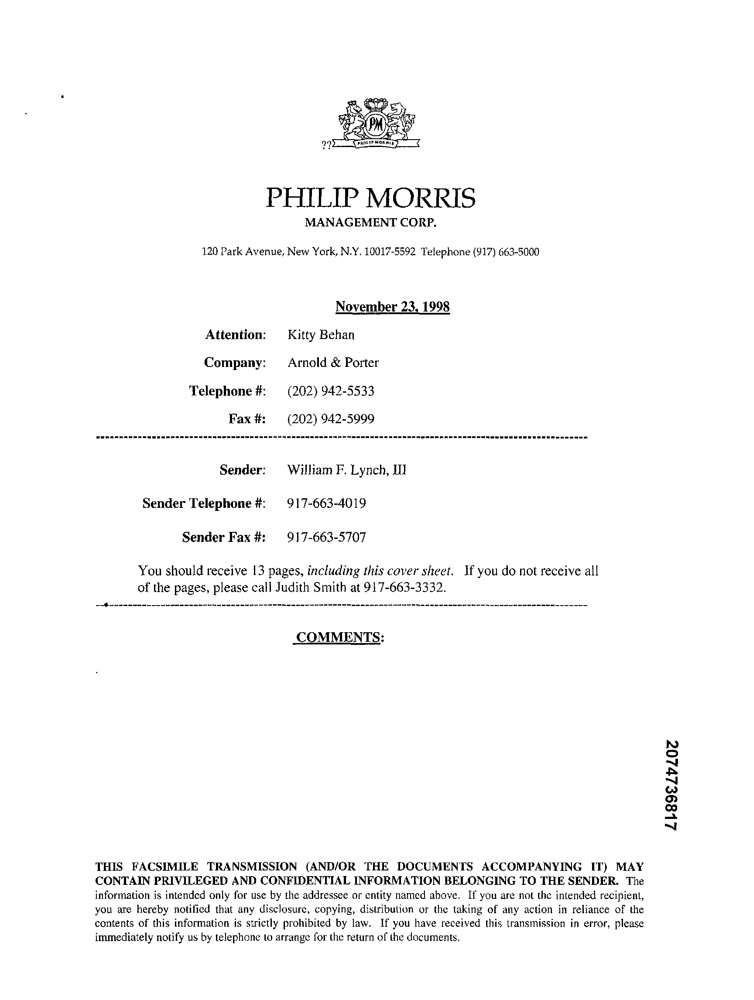 PM
??
PHILIP MORRIS
PHILIP MORRIS
MANAGEMENT CORP.
120 Park Avenue, New York, N.Y. 10017-5592 Telephone (917) 663-5000
November 23, 1998
Attention: Kitty Behan
Company: Arnold & Porter
Telephone #: (202) 942-5533
Fax #: (202) 942-5999
Sender: William F. Lynch, III
Sender Telephone #: 917-663-4019
Sender Fax #: 917-663-5707
You should receive 13 pages, including this cover sheet. If you do not receive all
of the pages, please call Judith Smith at 917-663-3332.
COMMENTS:
2074736817
THIS FACSIMILE TRANSMISSION (AND/OR THE DOCUMENTS ACCOMPANYING IT) MAY
CONTAIN PRIVILEGED AND CONFIDENTIAL INFORMATION BELONGING TO THE SENDER. The
information is intended only for use by the addressee or entity named above. If you are not the intended recipient,
you are hereby notified that any disclosure, copying, distribution or the taking of any action in reliance of the
contents of this information is strictly prohibited by law. If you have received this transmission in error, please
immediately notify us by telephone to arrange for the return of the documents.